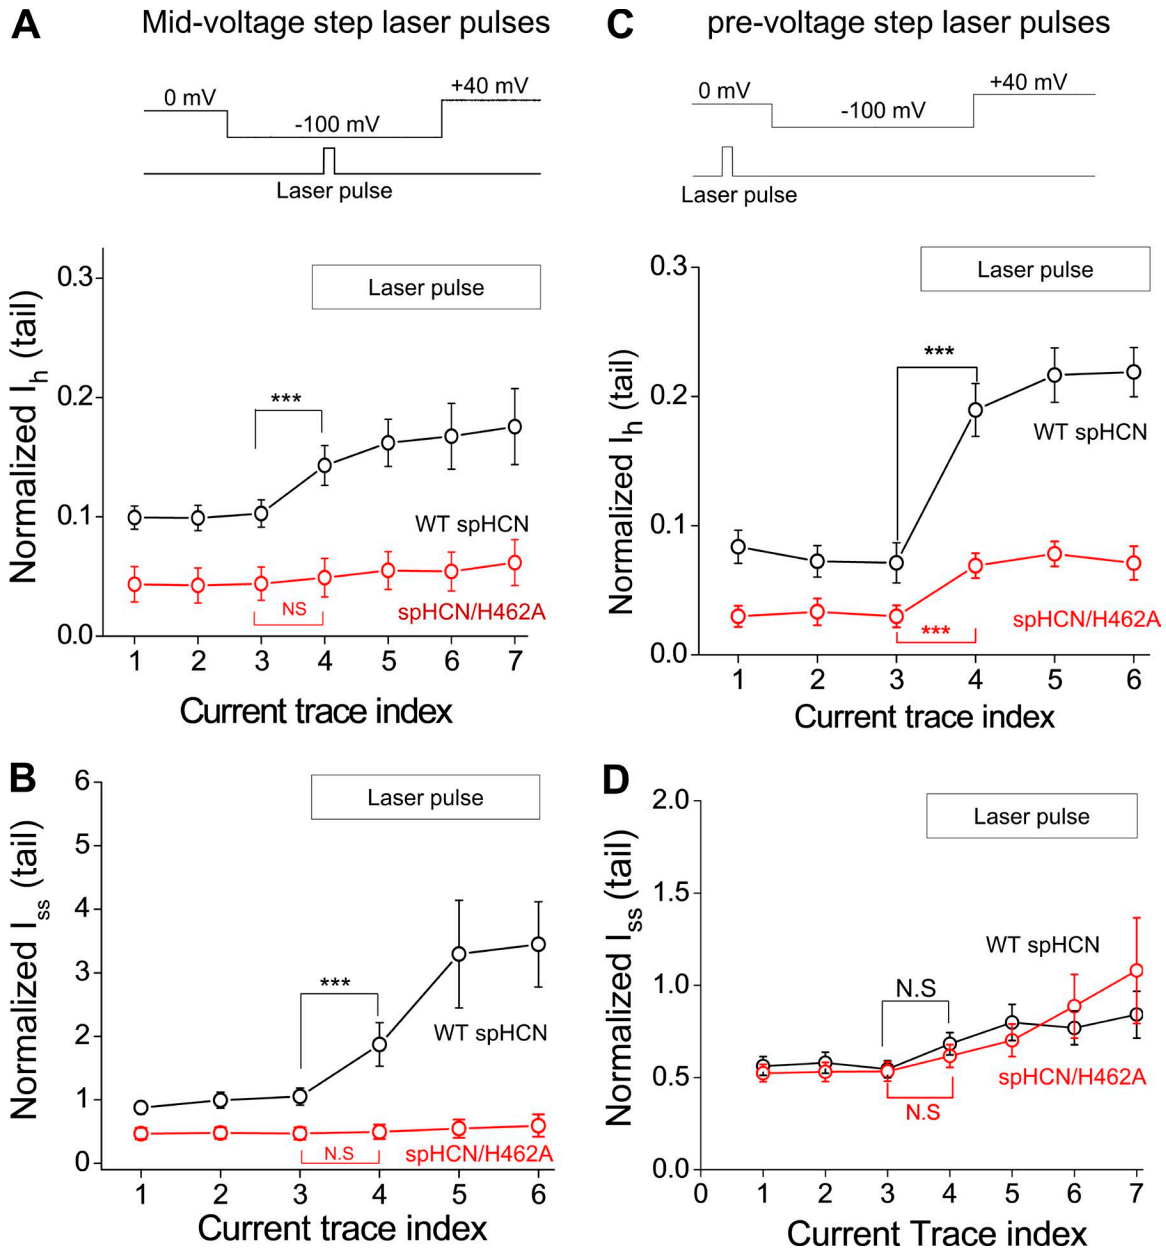 A
Mid-voltage step laser pulses
0 mV
-100 mV
+40 mV
Laser pulse
Normalized Ih (tail)
0.3
0.2
0.1
0.0
Laser pulse
***
WT spHCN
NS
spHCN/H462A
1 2 3 4 5 6 7
Current trace index
B
Normalized Iss (tail)
6
5
4
3
2
1
0
Laser pulse
***
WT spHCN
N.S
spHCN/H462A
1 2 3 4 5 6
Current trace index
C
pre-voltage step laser pulses
0 mV
-100 mV
+40 mV
Laser pulse
Normalized Ih (tail)
0.3
0.2
0.1
0.0
Laser pulse
***
WT spHCN
***
spHCN/H462A
1 2 3 4 5 6
Current trace index
D
Normalized Iss (tail)
2.0
1.5
1.0
0.5
0.0
Laser pulse
WT spHCN
N.S
spHCN/H462A
N.S
0 1 2 3 4 5 6 7
Current Trace index